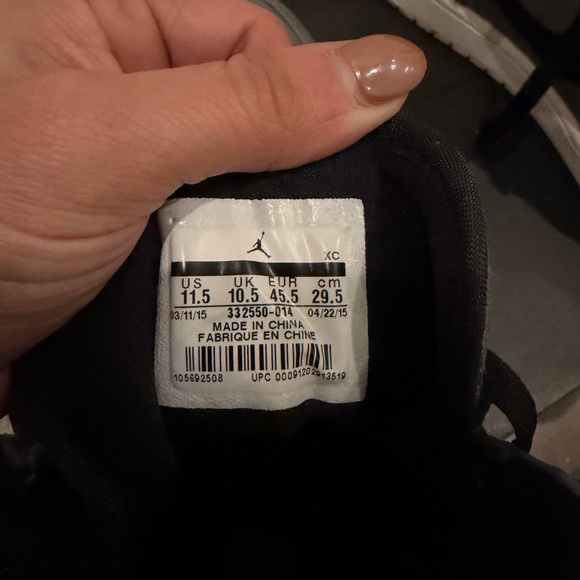 XC
US UK EUR cm
11.5 10.5 45.5 29.5
03/11/15 332550-014 04/22/15
MADE IN CHINA
FABRIQUE EN CHINE
105692508 UPC